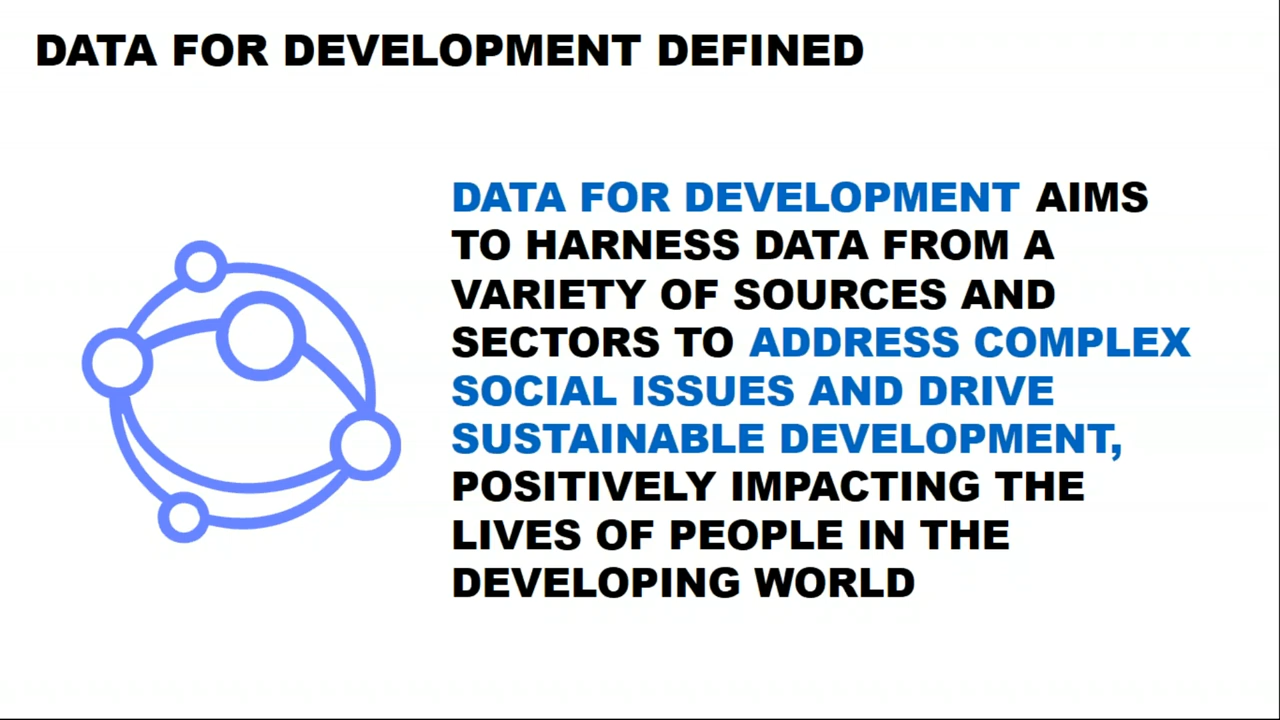 DATA FOR DEVELOPMENT DEFINED
DATA FOR DEVELOPMENT AIMS
TO HARNESS DATA FROM A
VARIETY OF SOURCES AND
SECTORS TO ADDRESS COMPLEX
SOCIAL ISSUES AND DRIVE
SUSTAINABLE DEVELOPMENT,
POSITIVELY IMPACTING THE
LIVES OF PEOPLE IN THE
DEVELOPING WORLD